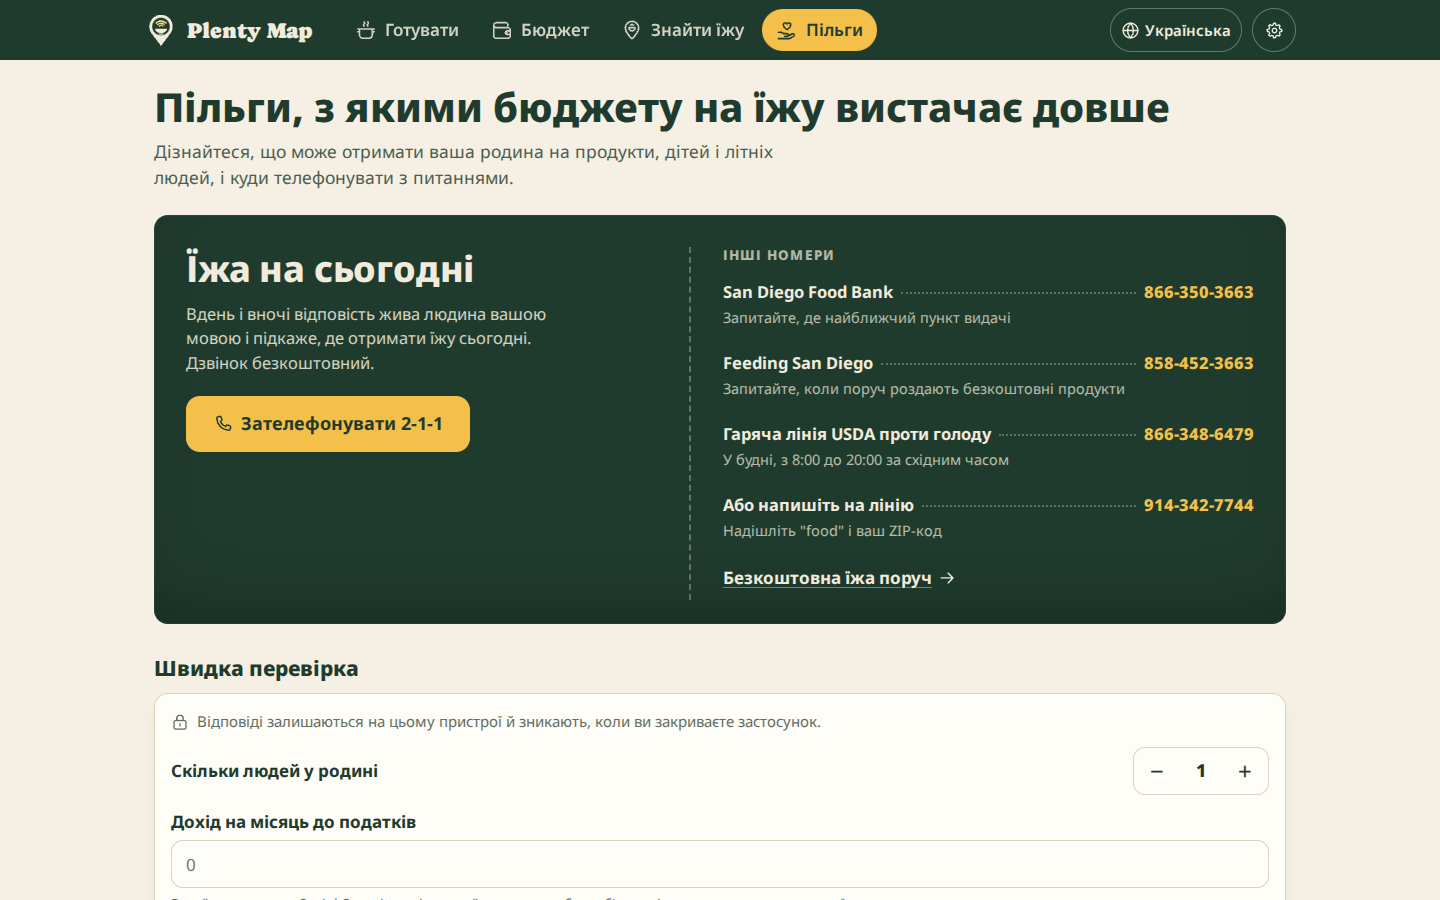 Plenty Map
Готувати
Бюджет
Знайти їжу
Пільги
Українська
Пільги, з якими бюджету на їжу вистачає довше
Дізнайтеся, що може отримати ваша родина на продукти, дітей і літніх
людей, і куди телефонувати з питаннями.
Їжа на сьогодні
Вдень і вночі відповість жива людина вашою
мовою і підкаже, де отримати їжу сьогодні.
Дзвінок безкоштовний.
Зателефонувати 2-1-1
ІНШІ НОМЕРИ
San Diego Food Bank 866-350-3663
Запитайте, де найближчий пункт видачі
Feeding San Diego 858-452-3663
Запитайте, коли поруч роздають безкоштовні продукти
Гаряча лінія USDA проти голоду 866-348-6479
У будні, з 8:00 до 20:00 за східним часом
Або напишіть на лінію 914-342-7744
Надішліть "food" і ваш ZIP-код
Безкоштовна їжа поруч →
Швидка перевірка
Відповіді залишаються на цьому пристрої й зникають, коли ви закриваєте застосунок.
Скільки людей у родині
− 1 +
Дохід на місяць до податків
0